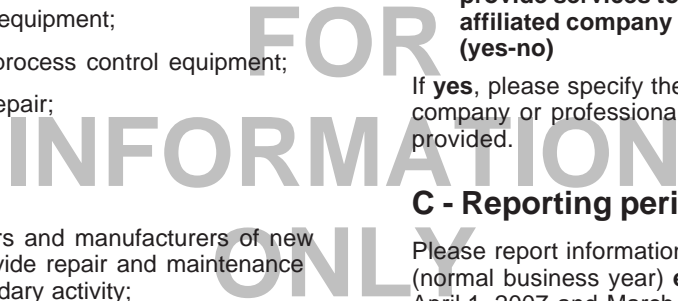 equipment;
process control equipment;
epair;
rs and manufacturers of new
vide repair and maintenance
dary activity;
provide services to
affiliated company
(yes-no)
If yes, please specify the
company or professiona
provided.
C - Reporting peri
Please report information
(normal business year) e
April 1, 2007 and March
FOR
INFORMATION
ONLY